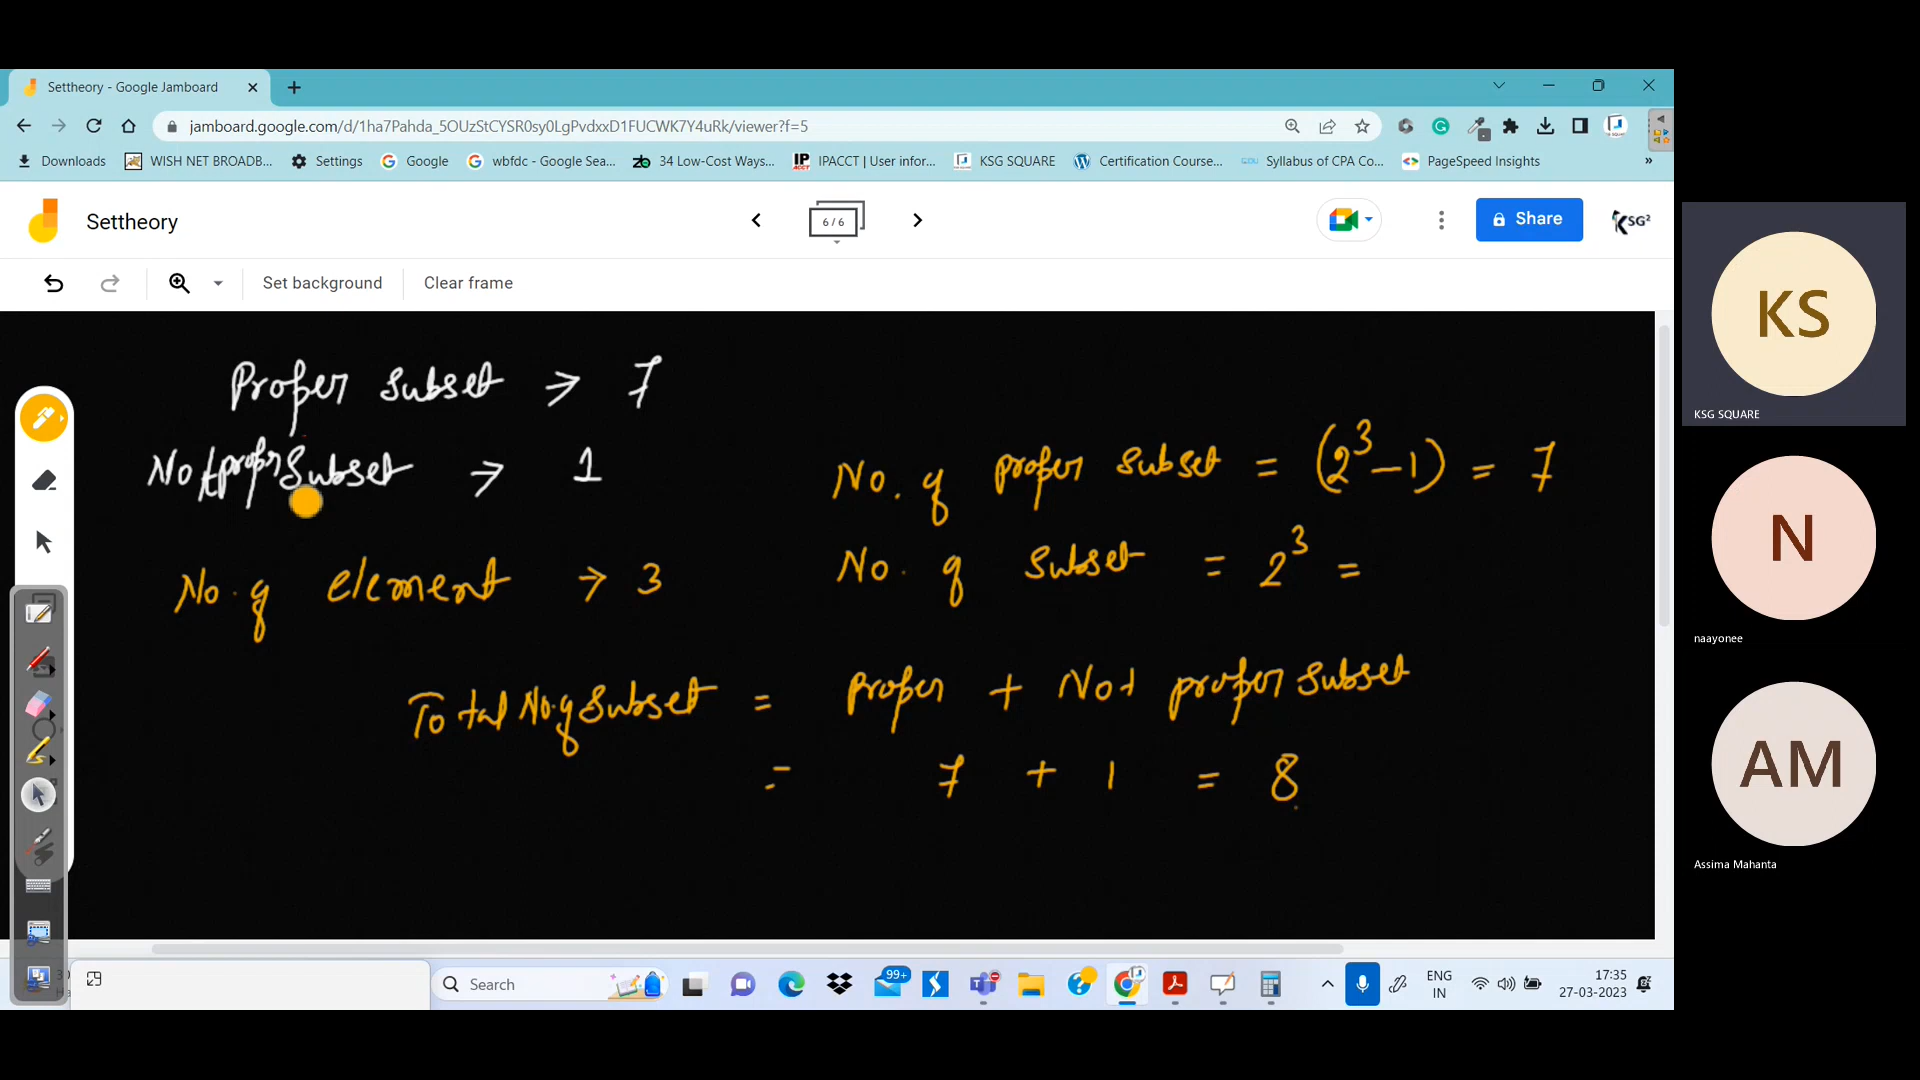 Settheory - Google Jamboard
jamboard.google.com/d/1ha7Pahda_5OUzStCYSR0sy0LgPvdxxD1FUCWK7Y4uRk/viewer?f=5
Downloads WISH NET BROADB... Settings Google wbfdc - Google Sea... 34 Low-Cost Ways... IPACCT | User infor... KSG SQUARE Certification Course... Syllabus of CPA Co... PageSpeed Insights »
Settheory 6/6 Share KSG²
Set background Clear frame
Proper subset → 7
Not proper Subset → 1
No. of proper subset = (2³-1) = 7
No. of element → 3
No. of Subset = 2³ =
Total No. of Subset = proper + Not proper subset
= 7 + 1 = 8
KS
KSG SQUARE
N
naayonee
AM
Assima Mahanta
Search 99+ ENG IN 17:35 27-03-2023